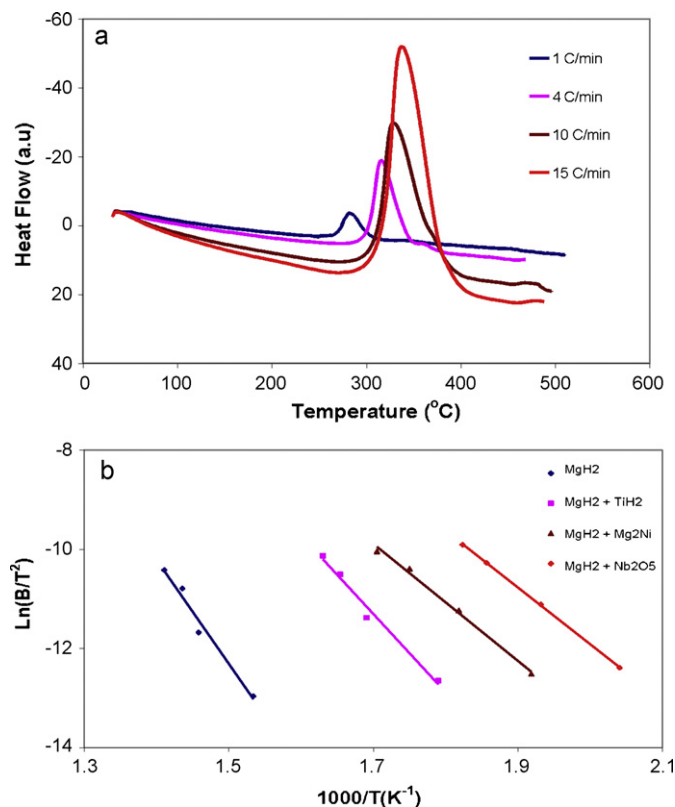 a
-60
-40
-20
0
20
40
Heat Flow (a.u)
0 100 200 300 400 500 600
Temperature (°C)
1 C/min
4 C/min
10 C/min
15 C/min
b
-8
-10
-12
-14
Ln(B/T²)
1.3 1.5 1.7 1.9 2.1
1000/T(K⁻¹)
MgH2
MgH2 + TiH2
MgH2 + Mg2Ni
MgH2 + Nb2O5